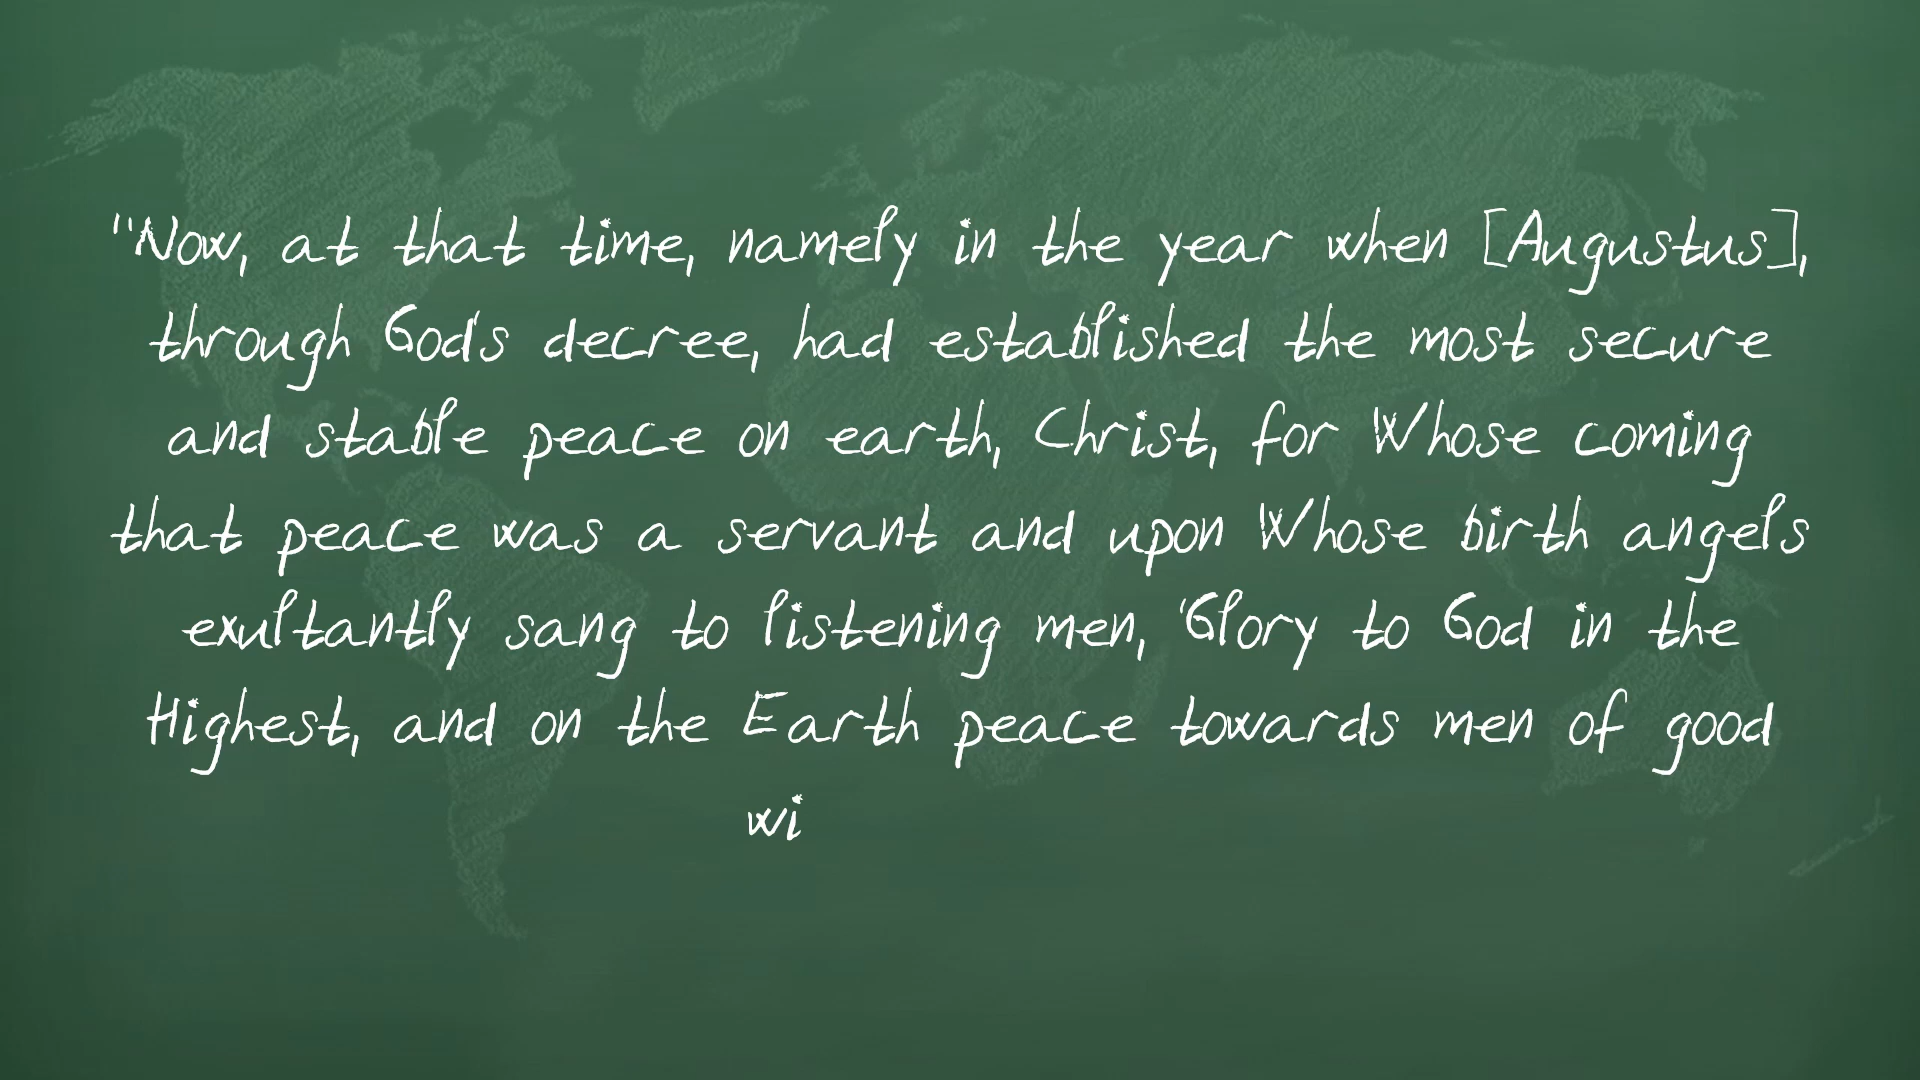 "Now, at that time, namely in the year when [Augustus],
through God's decree, had established the most secure
and stable peace on earth, Christ, for Whose coming
that peace was a servant and upon Whose birth angels
exultantly sang to listening men, 'Glory to God in the
Highest, and on the Earth peace towards men of good
wi